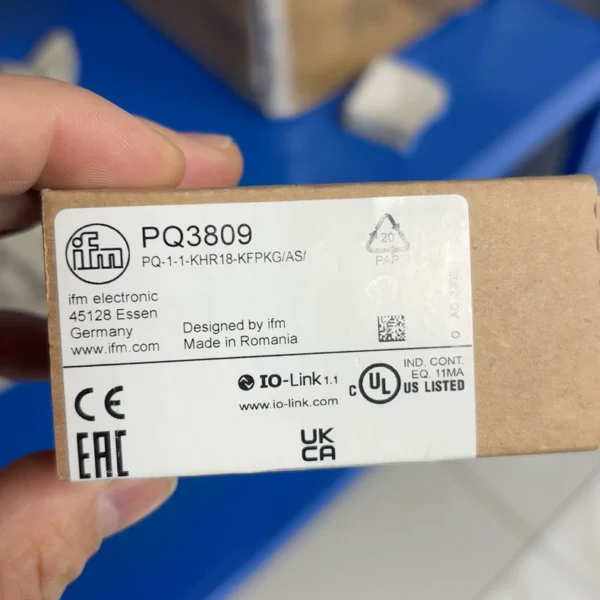 ifm
PQ3809
PQ-1-1-KHR18-KFPKG/AS/
ifm electronic
45128 Essen
Germany
www.ifm.com
Designed by ifm
Made in Romania
20
PAP
IO-Link 1.1
www.io-link.com
C UL US LISTED
IND. CONT.
EQ. 11MA
CE
EAC
UK
CA